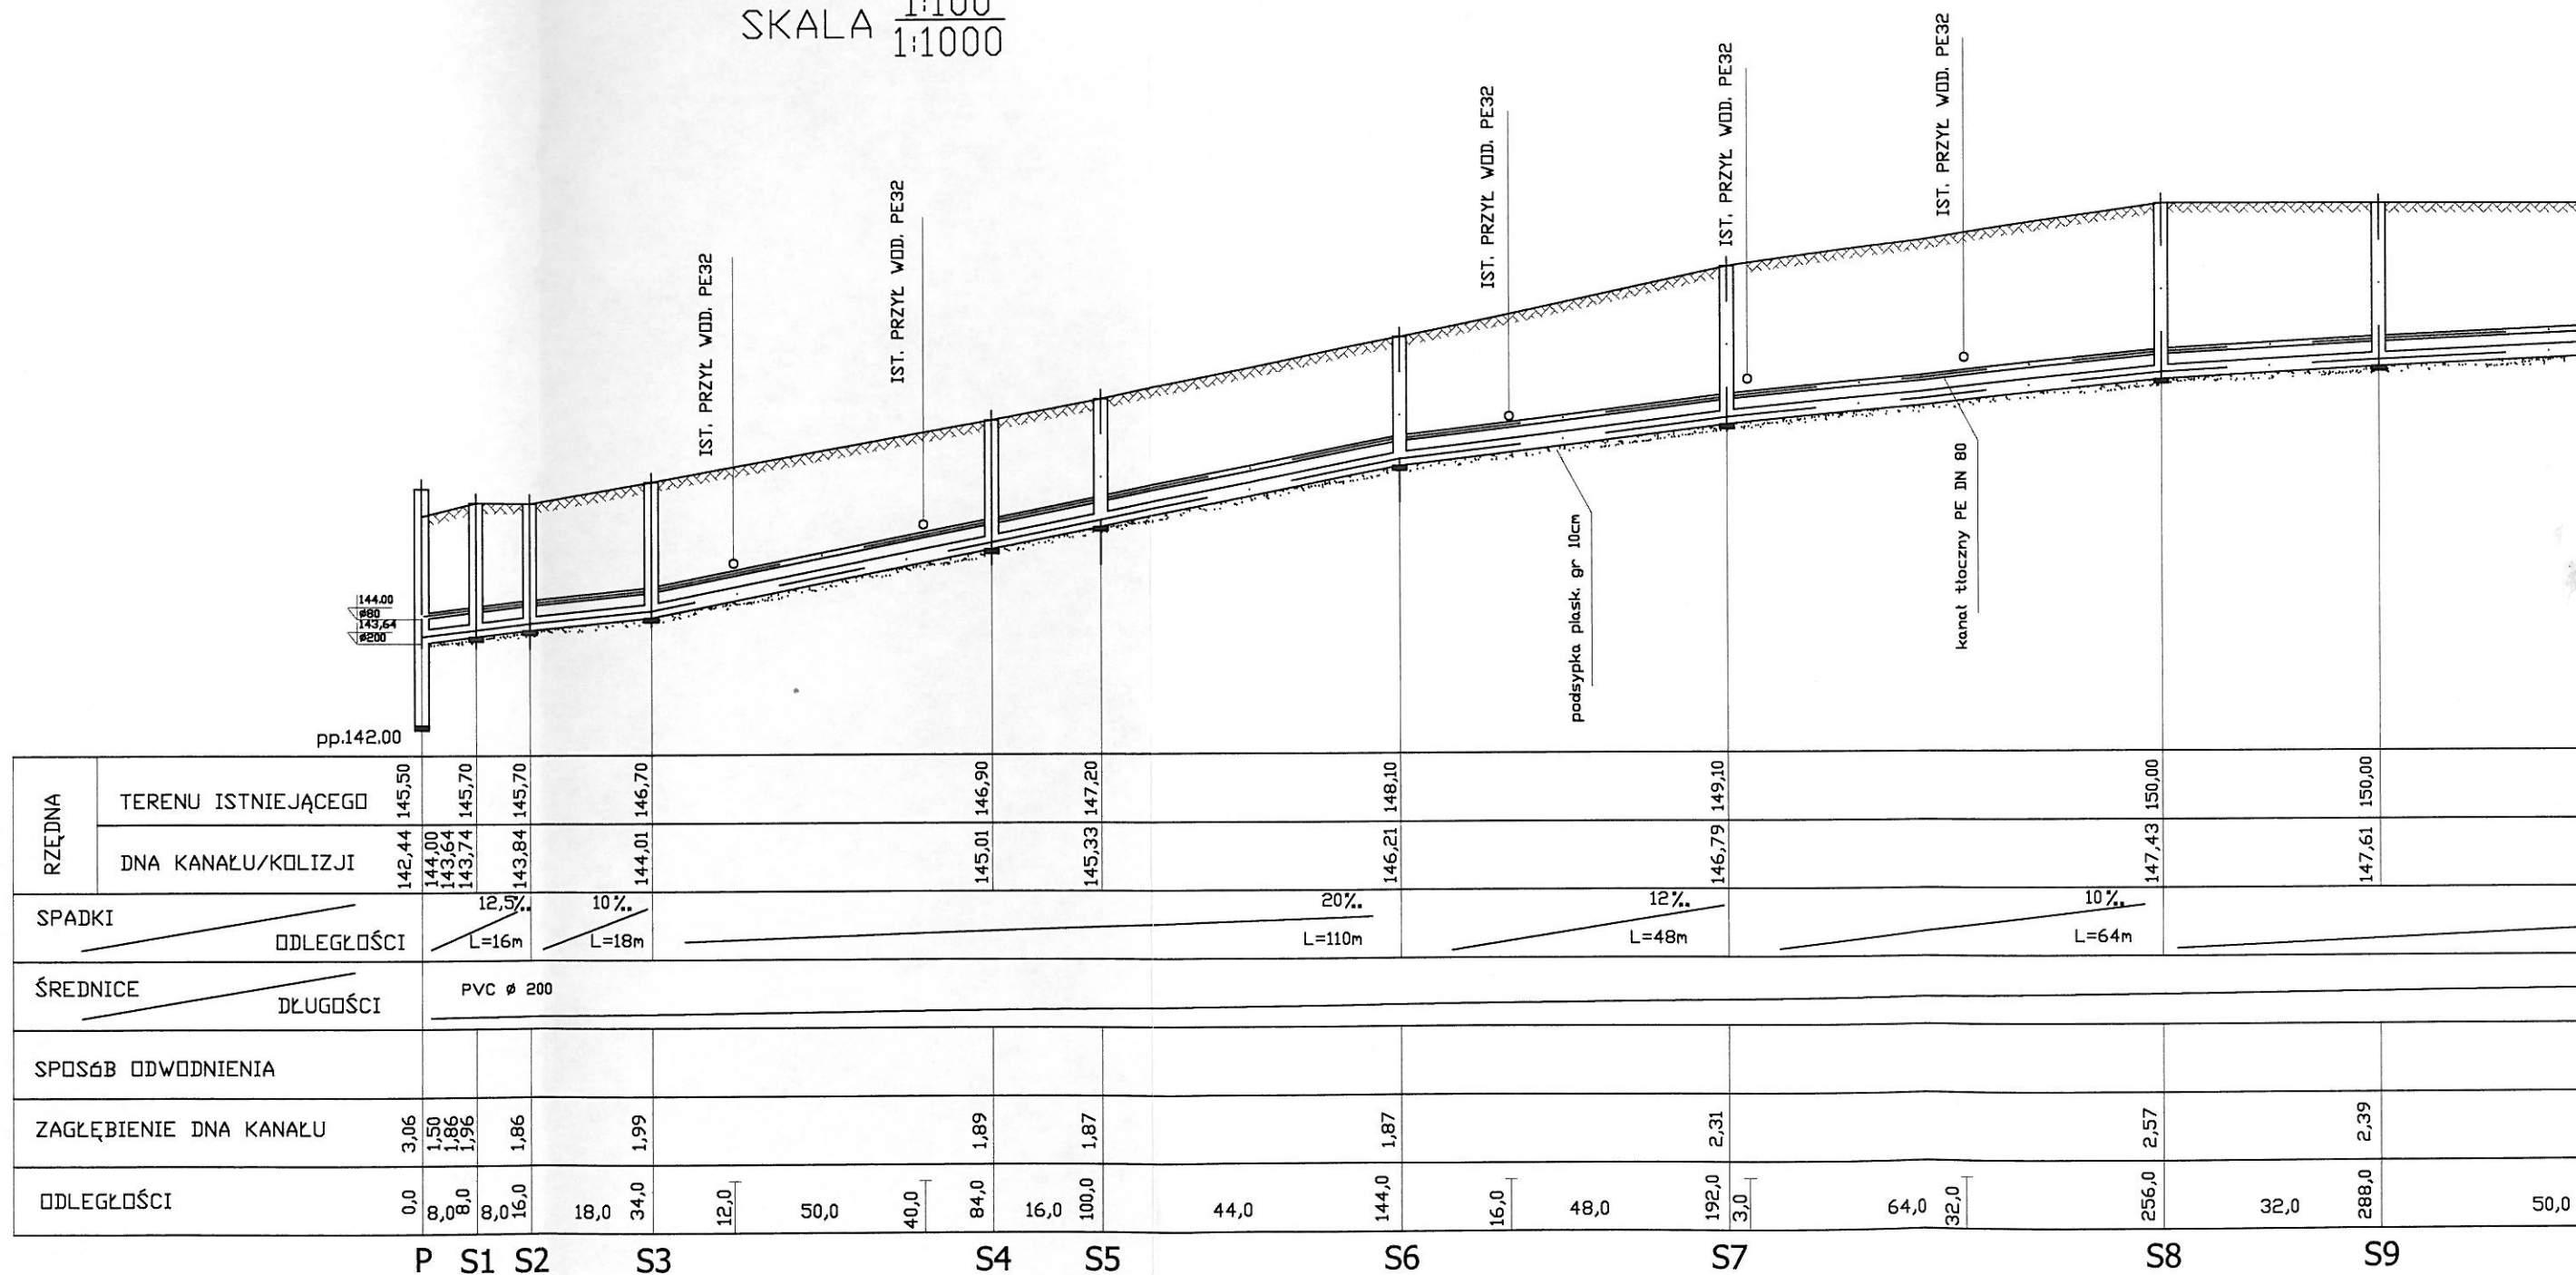 SKALA 1:100
1:1000
IST. PRZYŁ WOD. PE32
IST. PRZYŁ WOD. PE32
IST. PRZYŁ WOD. PE32
IST. PRZYŁ WOD. PE32
IST. PRZYŁ WOD. PE32
144.00
ø80
143,64
ø200
podsypka piask. gr 10cm
kanał tłoczny PE DN 80
pp.142.00
RZĘDNA
TERENU ISTNIEJĄCEGO 145,50 145,70 145,70 146,70 146,90 147,20 148,10 149,10 150,00 150,00
DNA KANAŁU/KOLIZJI 142,44 144,00 143,64 143,74 143,84 144,01 145,01 145,33 146,21 146,79 147,43 147,61
SPADKI 12,5‰ 10‰ 20‰ 12‰ 10‰
ODLEGŁOŚCI L=16m L=18m L=110m L=48m L=64m
ŚREDNICE PVC ø 200
DŁUGOŚCI
SPOSÓB ODWODNIENIA
ZAGŁĘBIENIE DNA KANAŁU 3,06 1,50 1,86 1,96 1,86 1,99 1,89 1,87 1,87 2,31 2,57 2,39
ODLEGŁOŚCI 0,0 8,0 8,0 8,0 16,0 18,0 34,0 12,0 50,0 40,0 84,0 16,0 100,0 44,0 144,0 16,0 48,0 192,0 3,0 64,0 32,0 256,0 32,0 288,0 50,0
P S1 S2 S3 S4 S5 S6 S7 S8 S9